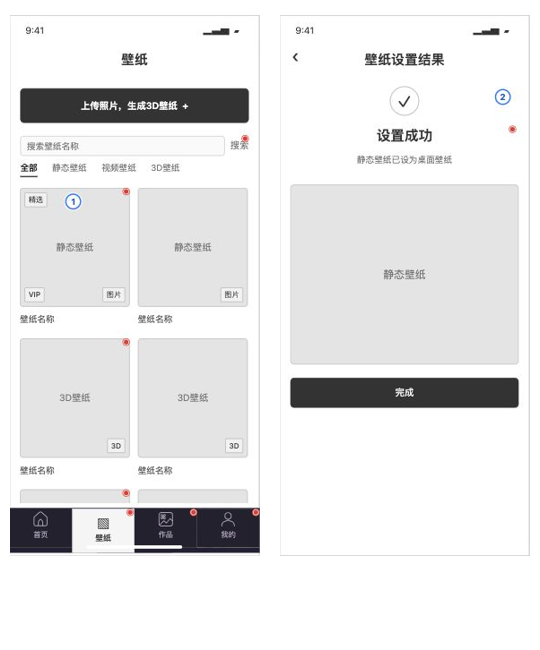 9:41
壁纸
上传照片，生成3D壁纸 +
搜索壁纸名称 搜索
全部 静态壁纸 视频壁纸 3D壁纸
精选
1
静态壁纸
VIP
图片
壁纸名称
静态壁纸
图片
壁纸名称
3D壁纸
3D
壁纸名称
3D壁纸
3D
壁纸名称
首页 壁纸 作品 我的
9:41
壁纸设置结果
2
设置成功
静态壁纸已设为桌面壁纸
静态壁纸
完成